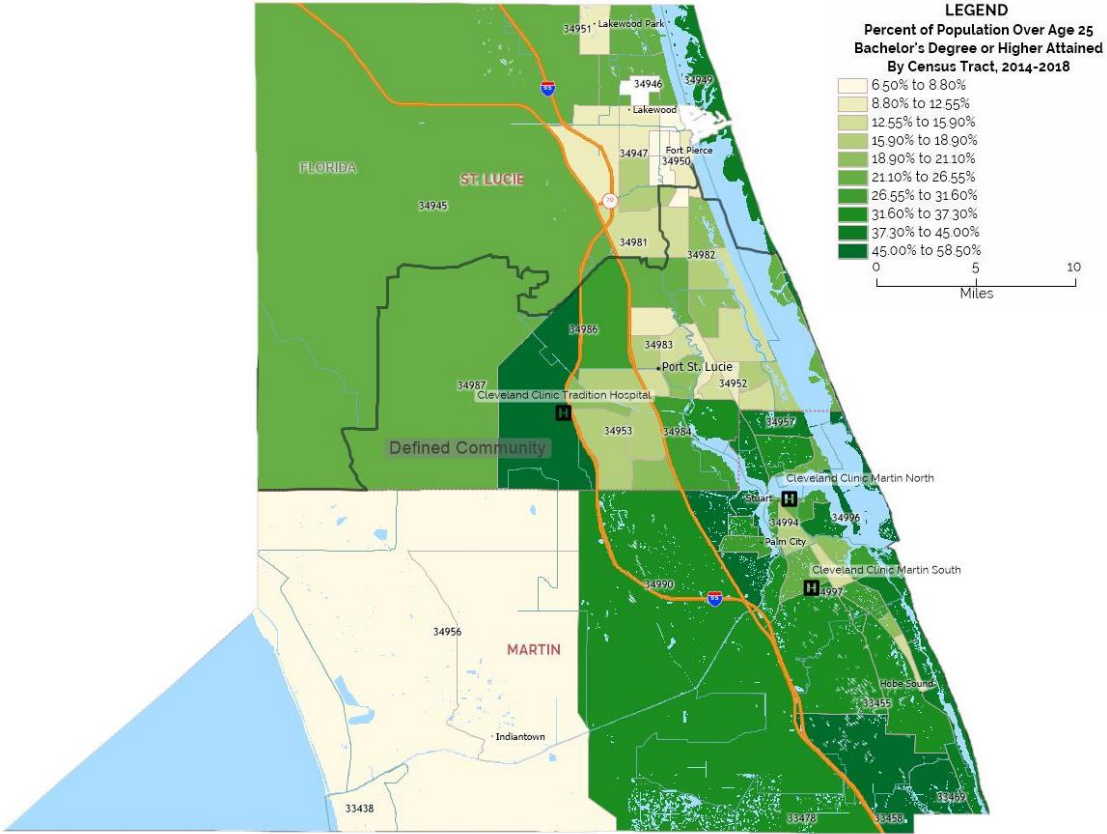 LEGEND
Percent of Population Over Age 25
Bachelor's Degree or Higher Attained
By Census Tract, 2014-2018
6.50% to 8.80%
8.80% to 12.55%
12.55% to 15.90%
15.90% to 18.90%
18.90% to 21.10%
21.10% to 26.55%
26.55% to 31.60%
31.60% to 37.30%
37.30% to 45.00%
45.00% to 58.50%
0 5 10
Miles
34951
Lakewood Park
34946
34949
95
Lakewood
34947
Fort Pierce
34950
FLORIDA
ST. LUCIE
34945
70
34981
34982
34986
34983
Port St. Lucie
34987
34952
Cleveland Clinic Tradition Hospital
H
34953
34984
34957
Defined Community
Cleveland Clinic Martin North
Stuart
H
34994
34996
Palm City
Cleveland Clinic Martin South
H
34997
34990
95
34956
MARTIN
Hobe Sound
33455
Indiantown
33438
33469
33478
33458